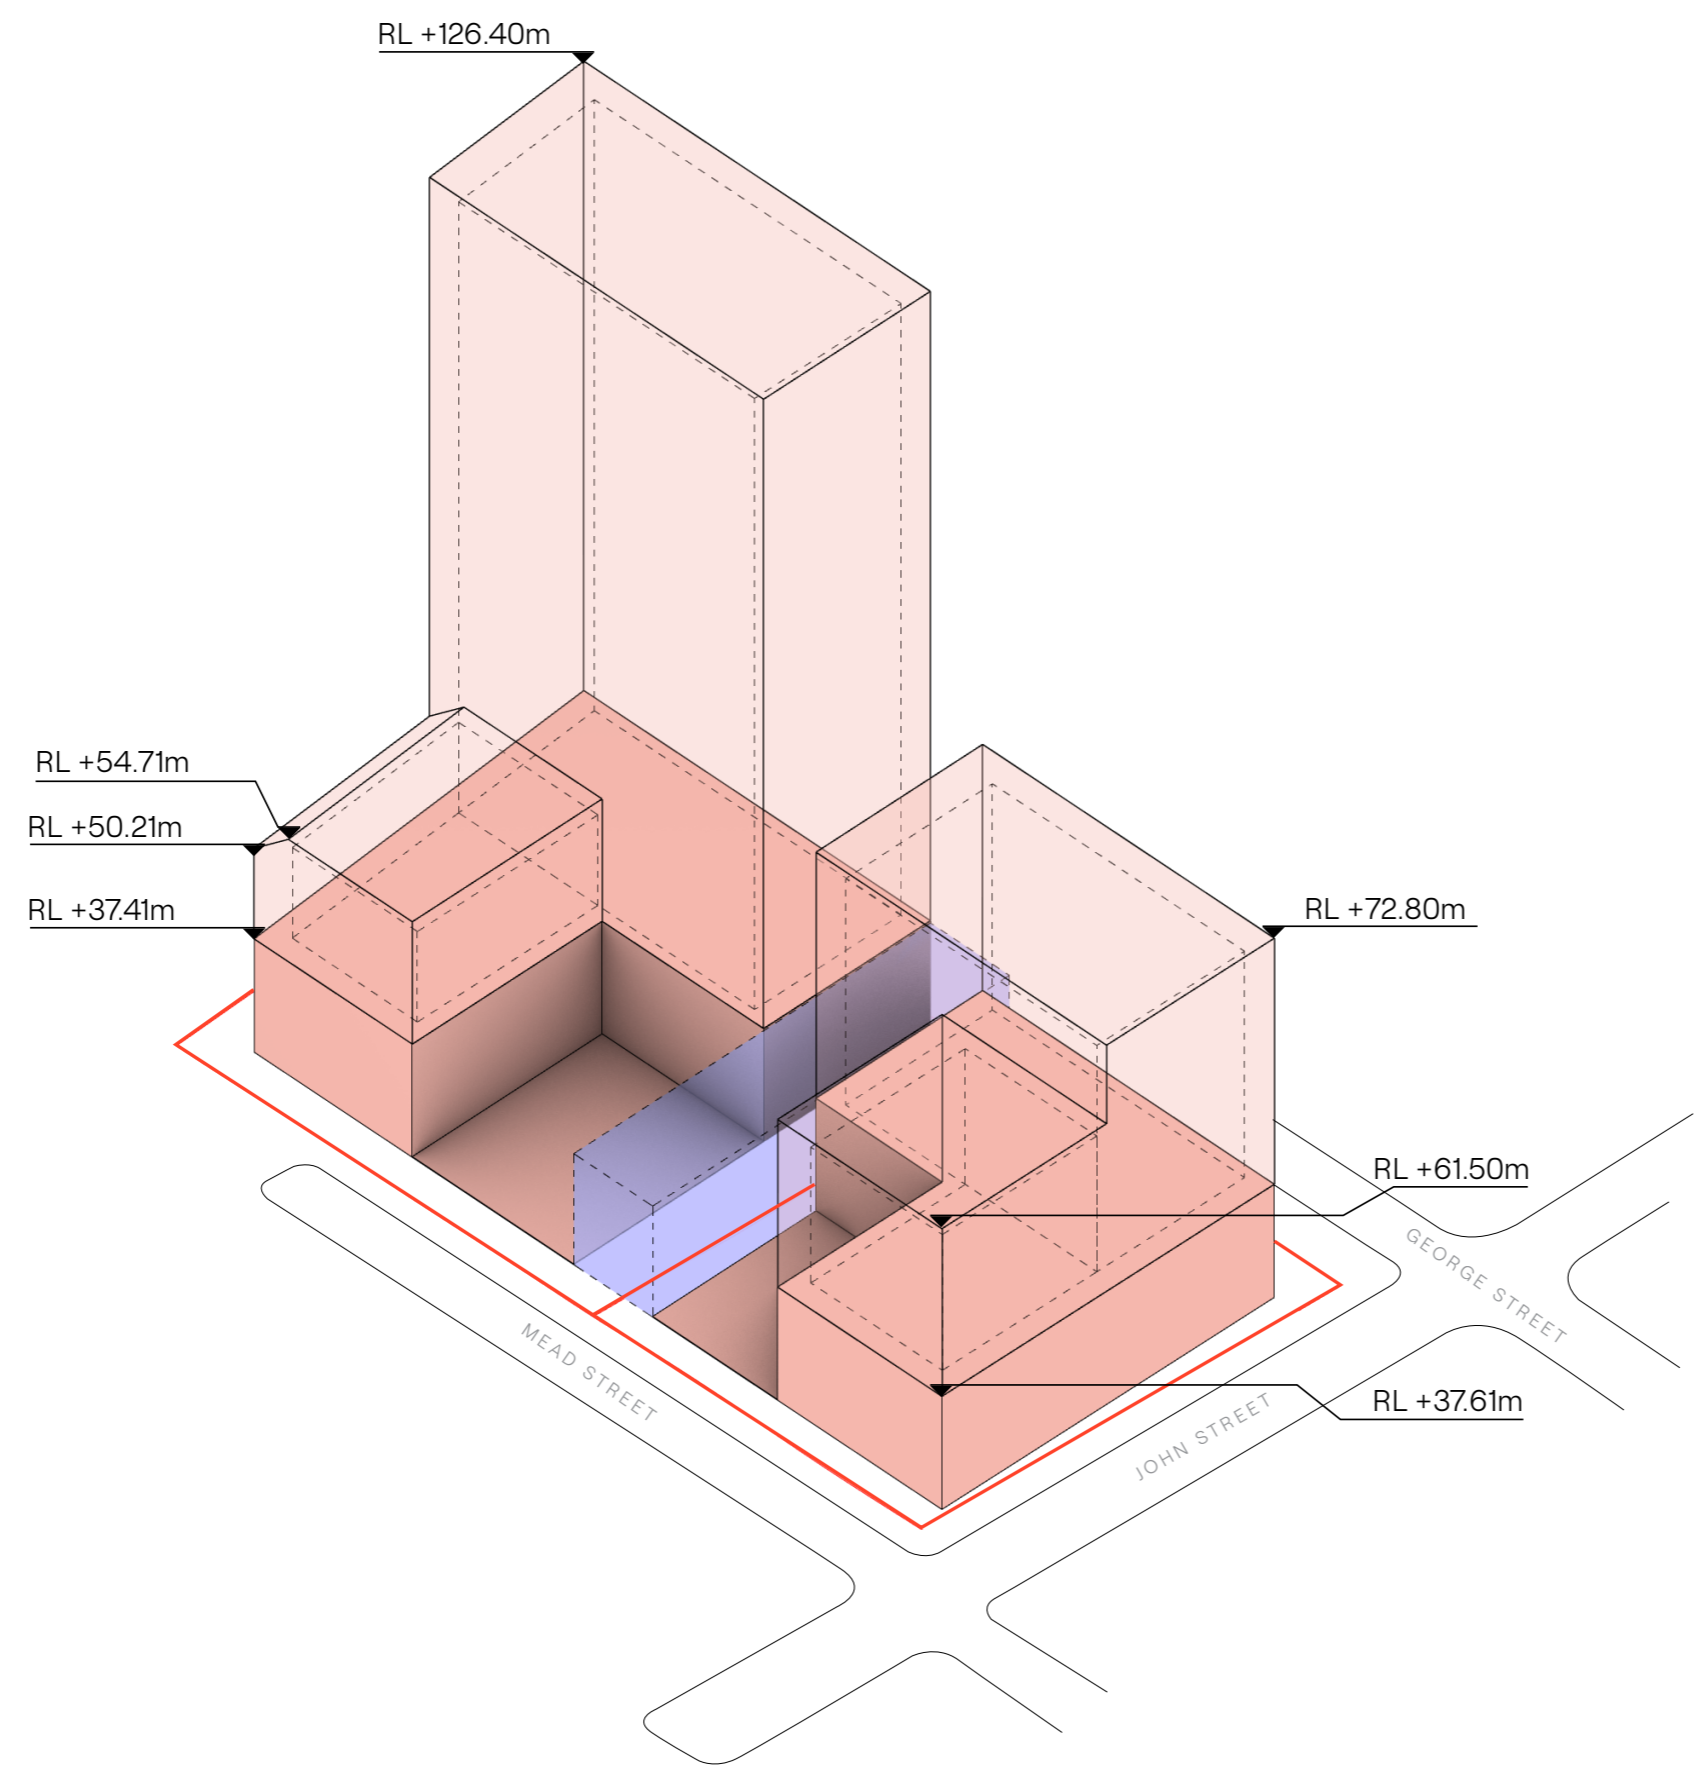 RL +126.40m
RL +54.71m
RL +50.21m
RL +37.41m
RL +72.80m
RL +61.50m
GEORGE STREET
MEAD STREET
RL +37.61m
JOHN STREET